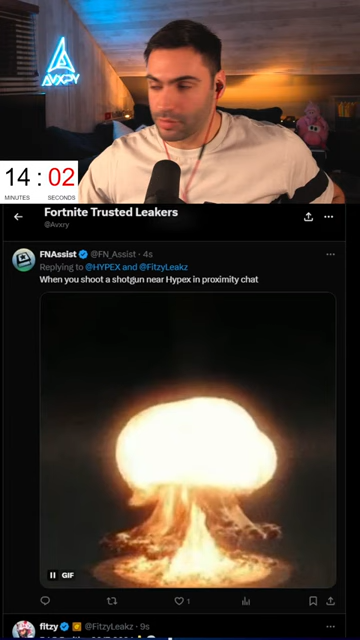 AVXRY
14 : 02
MINUTES SECONDS
Fortnite Trusted Leakers
@Avxry
FNAssist @FN_Assist · 4s
Replying to @HYPEX and @FitzyLeakz
When you shoot a shotgun near Hypex in proximity chat
GIF
1
fitzy @FitzyLeakz · 9s